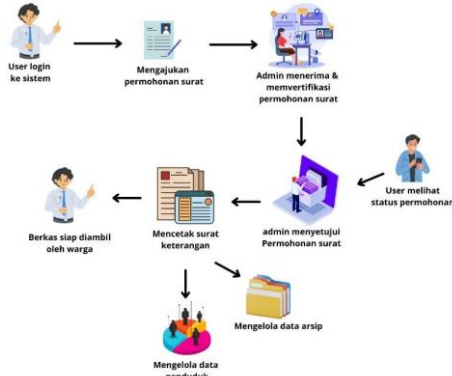 User login
ke sistem
Mengajukan
permohonan surat
Admin menerima &
memvertifikasi
permohonan surat
User melihat
status permohonan
admin menyetujui
Permohonan surat
Mencetak surat
keterangan
Berkas siap diambil
oleh warga
Mengelola data arsip
Mengelola data
penduduk